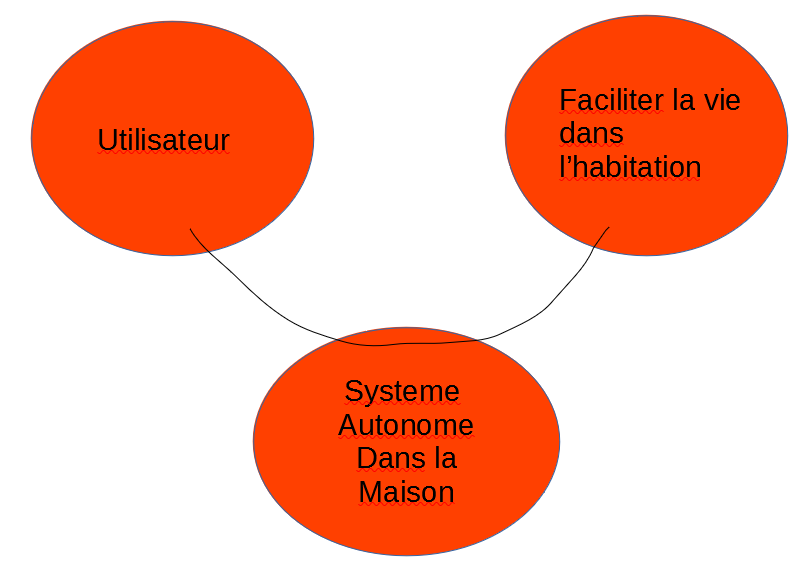 Utilisateur
Faciliter la vie
dans
l’habitation
Systeme
Autonome
Dans la
Maison